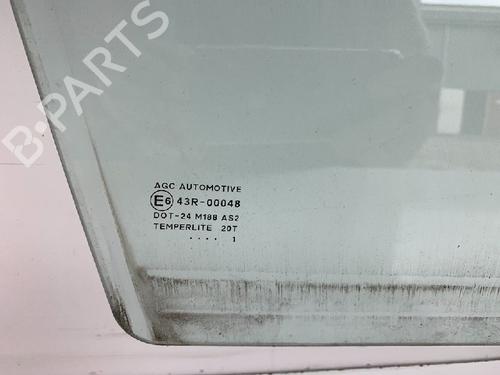 B-PARTS
AGC AUTOMOTIVE
E6 43R-00048
DOT-24 M188 AS2
TEMPERLITE 20T
.... 1